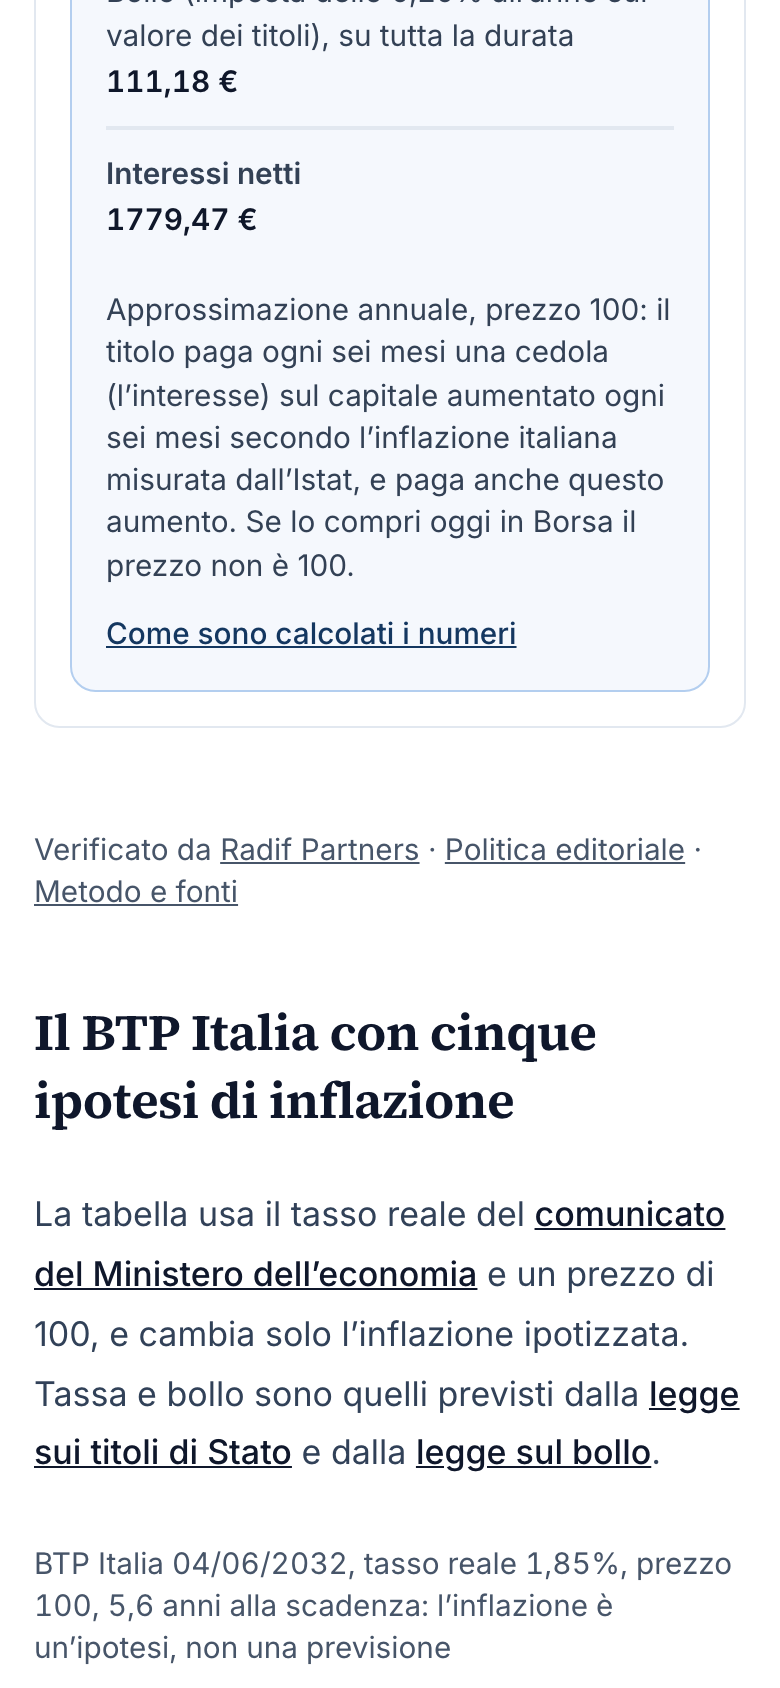 valore dei titoli), su tutta la durata
111,18 €
Interessi netti
1779,47 €
Approssimazione annuale, prezzo 100: il
titolo paga ogni sei mesi una cedola
(l’interesse) sul capitale aumentato ogni
sei mesi secondo l’inflazione italiana
misurata dall’Istat, e paga anche questo
aumento. Se lo compri oggi in Borsa il
prezzo non è 100.
Come sono calcolati i numeri
Verificato da Radif Partners · Politica editoriale ·
Metodo e fonti
Il BTP Italia con cinque
ipotesi di inflazione
La tabella usa il tasso reale del comunicato
del Ministero dell’economia e un prezzo di
100, e cambia solo l’inflazione ipotizzata.
Tassa e bollo sono quelli previsti dalla legge
sui titoli di Stato e dalla legge sul bollo.
BTP Italia 04/06/2032, tasso reale 1,85%, prezzo
100, 5,6 anni alla scadenza: l’inflazione è
un’ipotesi, non una previsione